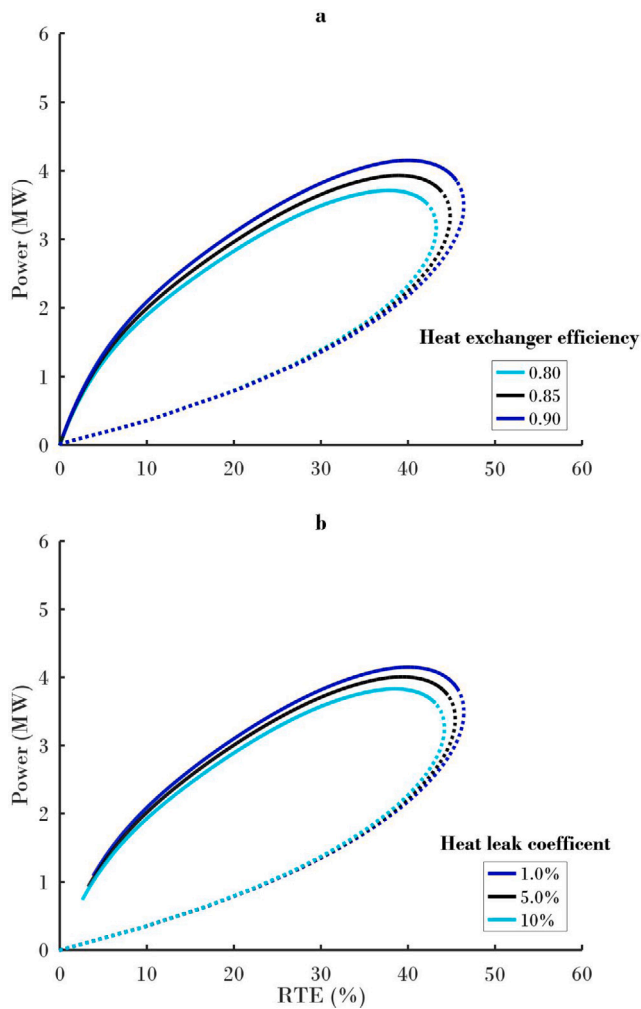 a
6
5
4
3
2
1
0
Power (MW)
0 10 20 30 40 50 60
Heat exchanger efficiency
0.80
0.85
0.90
b
6
5
4
3
2
1
0
Power (MW)
0 10 20 30 40 50 60
RTE (%)
Heat leak coefficent
1.0%
5.0%
10%